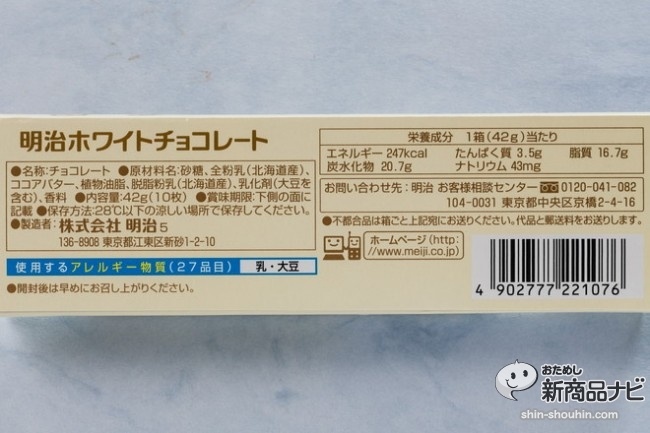 明治ホワイトチョコレート
●名称:チョコレート ●原材料名:砂糖、全粉乳(北海道産)、
ココアバター、植物油脂、脱脂粉乳(北海道産)、乳化剤(大豆を
含む)、香料 ●内容量:42g(10枚) ●賞味期限:下側の面に
記載 ●保存方法:28℃以下の涼しい場所で保存してください。
●製造者:株式会社 明治5
136-8908 東京都江東区新砂1-2-10
使用するアレルギー物質(27品目) 乳・大豆
●開封後は早めにお召し上がりください。
栄養成分 1箱(42g)当たり
エネルギー 247kcal たんぱく質 3.5g 脂質 16.7g
炭水化物 20.7g ナトリウム 43mg
お問い合わせ先:明治 お客様相談センター 0120-041-082
104-0031 東京都中央区京橋2-4-16
●不都合品は箱ごと上記宛にお送りください。代品と郵送料をお送りします。
ホームページ(http:
//www.meiji.co.jp)
4 902777 221076
おためし
新商品ナビ
shin-shouhin.com